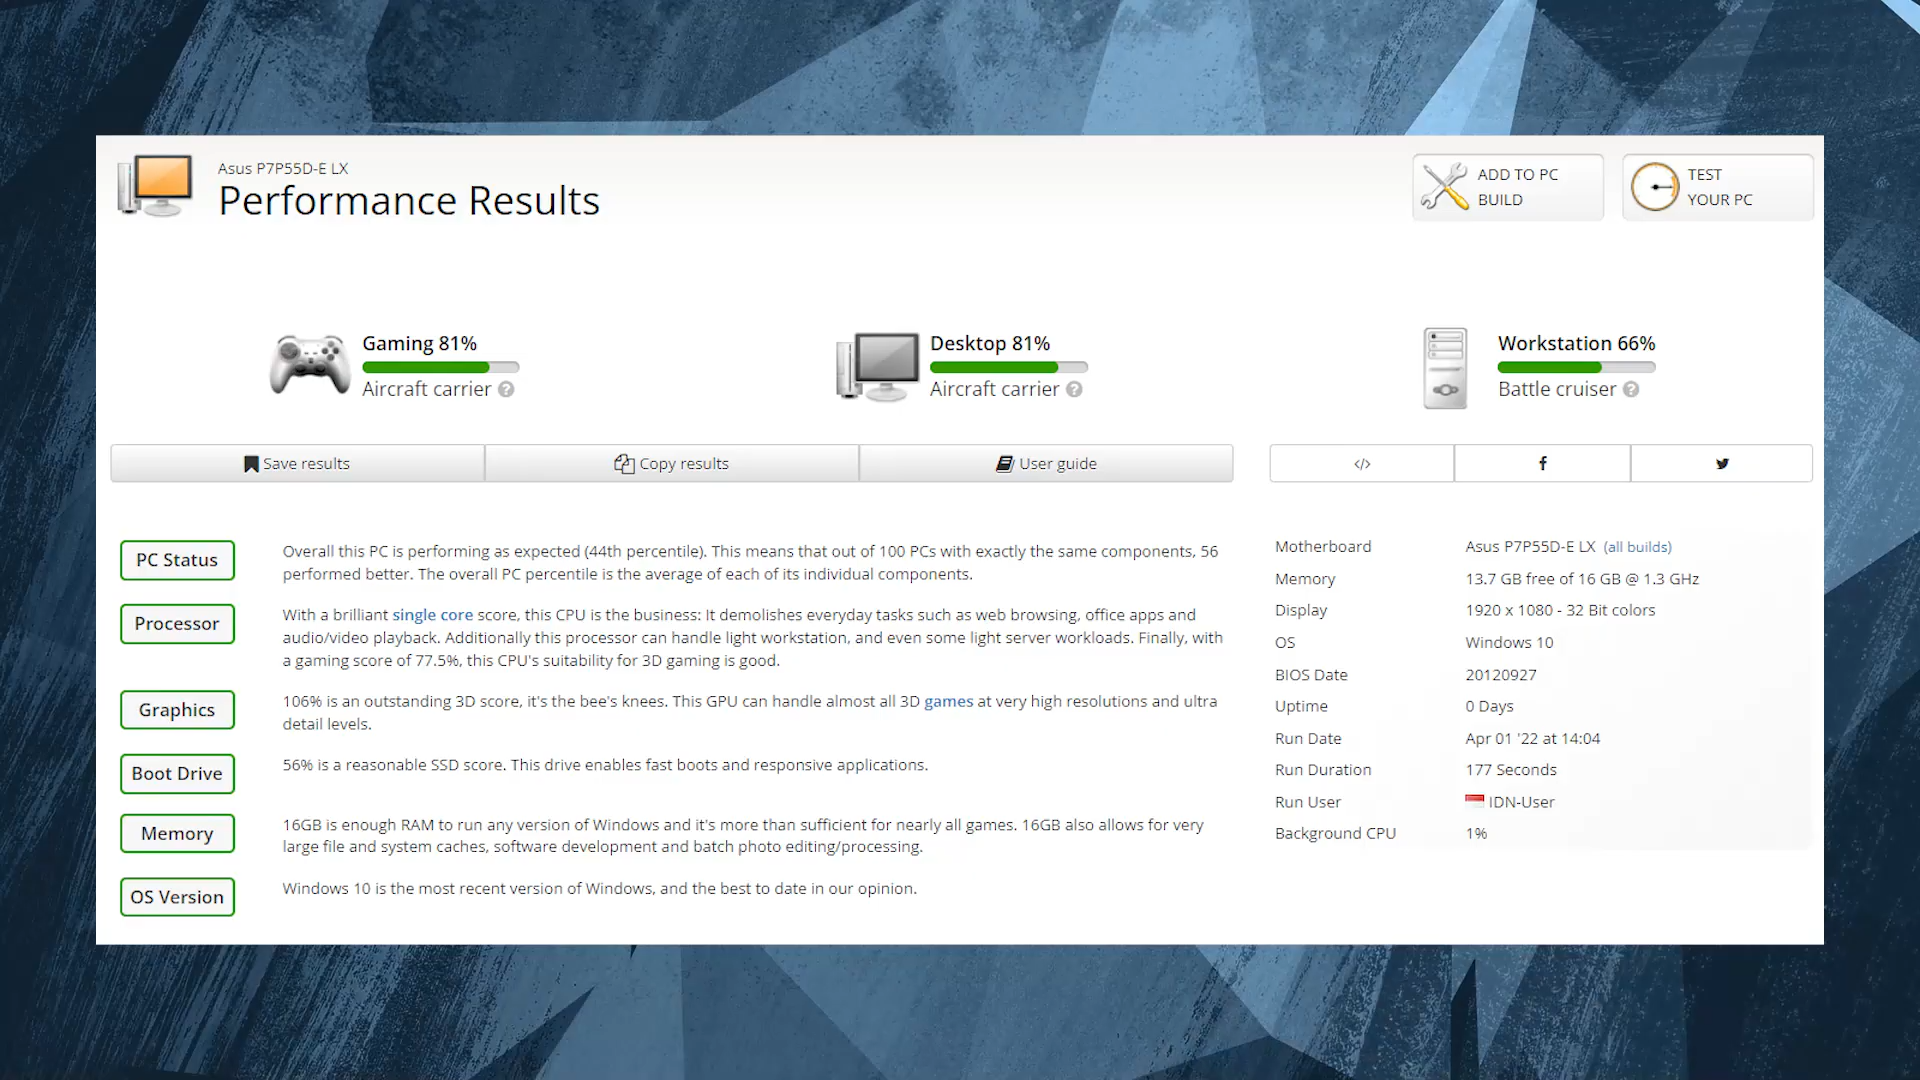 Asus P7P55D-E LX
Performance Results
ADD TO PC
BUILD
TEST
YOUR PC
Gaming 81%
Aircraft carrier
Desktop 81%
Aircraft carrier
Workstation 66%
Battle cruiser
Save results
Copy results
User guide
</>
PC Status
Overall this PC is performing as expected (44th percentile). This means that out of 100 PCs with exactly the same components, 56
performed better. The overall PC percentile is the average of each of its individual components.
Processor
With a brilliant single core score, this CPU is the business: It demolishes everyday tasks such as web browsing, office apps and
audio/video playback. Additionally this processor can handle light workstation, and even some light server workloads. Finally, with
a gaming score of 77.5%, this CPU's suitability for 3D gaming is good.
Graphics
106% is an outstanding 3D score, it's the bee's knees. This GPU can handle almost all 3D games at very high resolutions and ultra
detail levels.
Boot Drive
56% is a reasonable SSD score. This drive enables fast boots and responsive applications.
Memory
16GB is enough RAM to run any version of Windows and it's more than sufficient for nearly all games. 16GB also allows for very
large file and system caches, software development and batch photo editing/processing.
OS Version
Windows 10 is the most recent version of Windows, and the best to date in our opinion.
Motherboard Asus P7P55D-E LX (all builds)
Memory 13.7 GB free of 16 GB @ 1.3 GHz
Display 1920 x 1080 - 32 Bit colors
OS Windows 10
BIOS Date 20120927
Uptime 0 Days
Run Date Apr 01 '22 at 14:04
Run Duration 177 Seconds
Run User IDN-User
Background CPU 1%